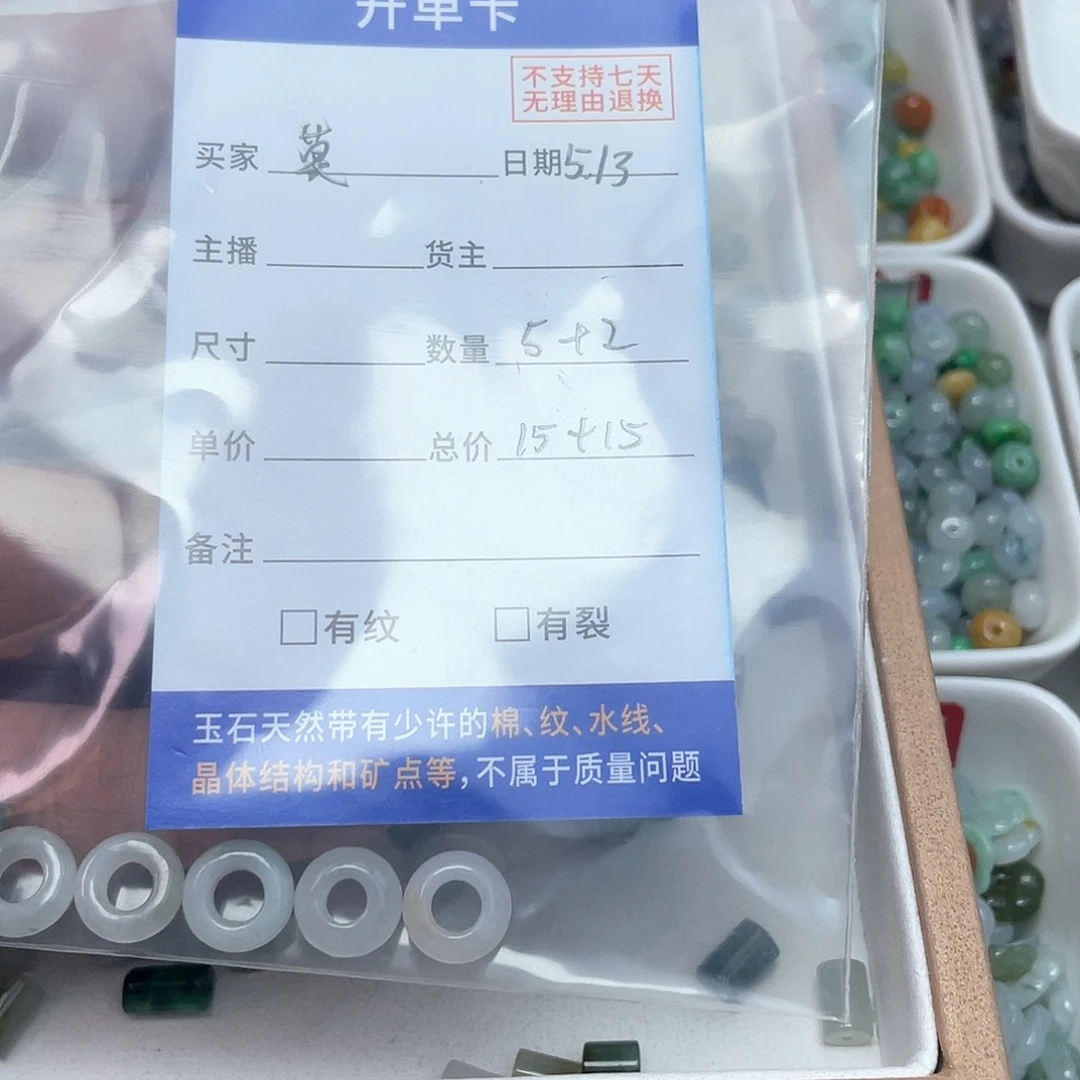 开单卡
不支持七天
无理由退换
买家 莫 日期 5.13
主播 货主
尺寸 数量 5+2
单价 总价 15+15
备注
□有纹 □有裂
玉石天然带有少许的棉、纹、水线、
晶体结构和矿点等,不属于质量问题